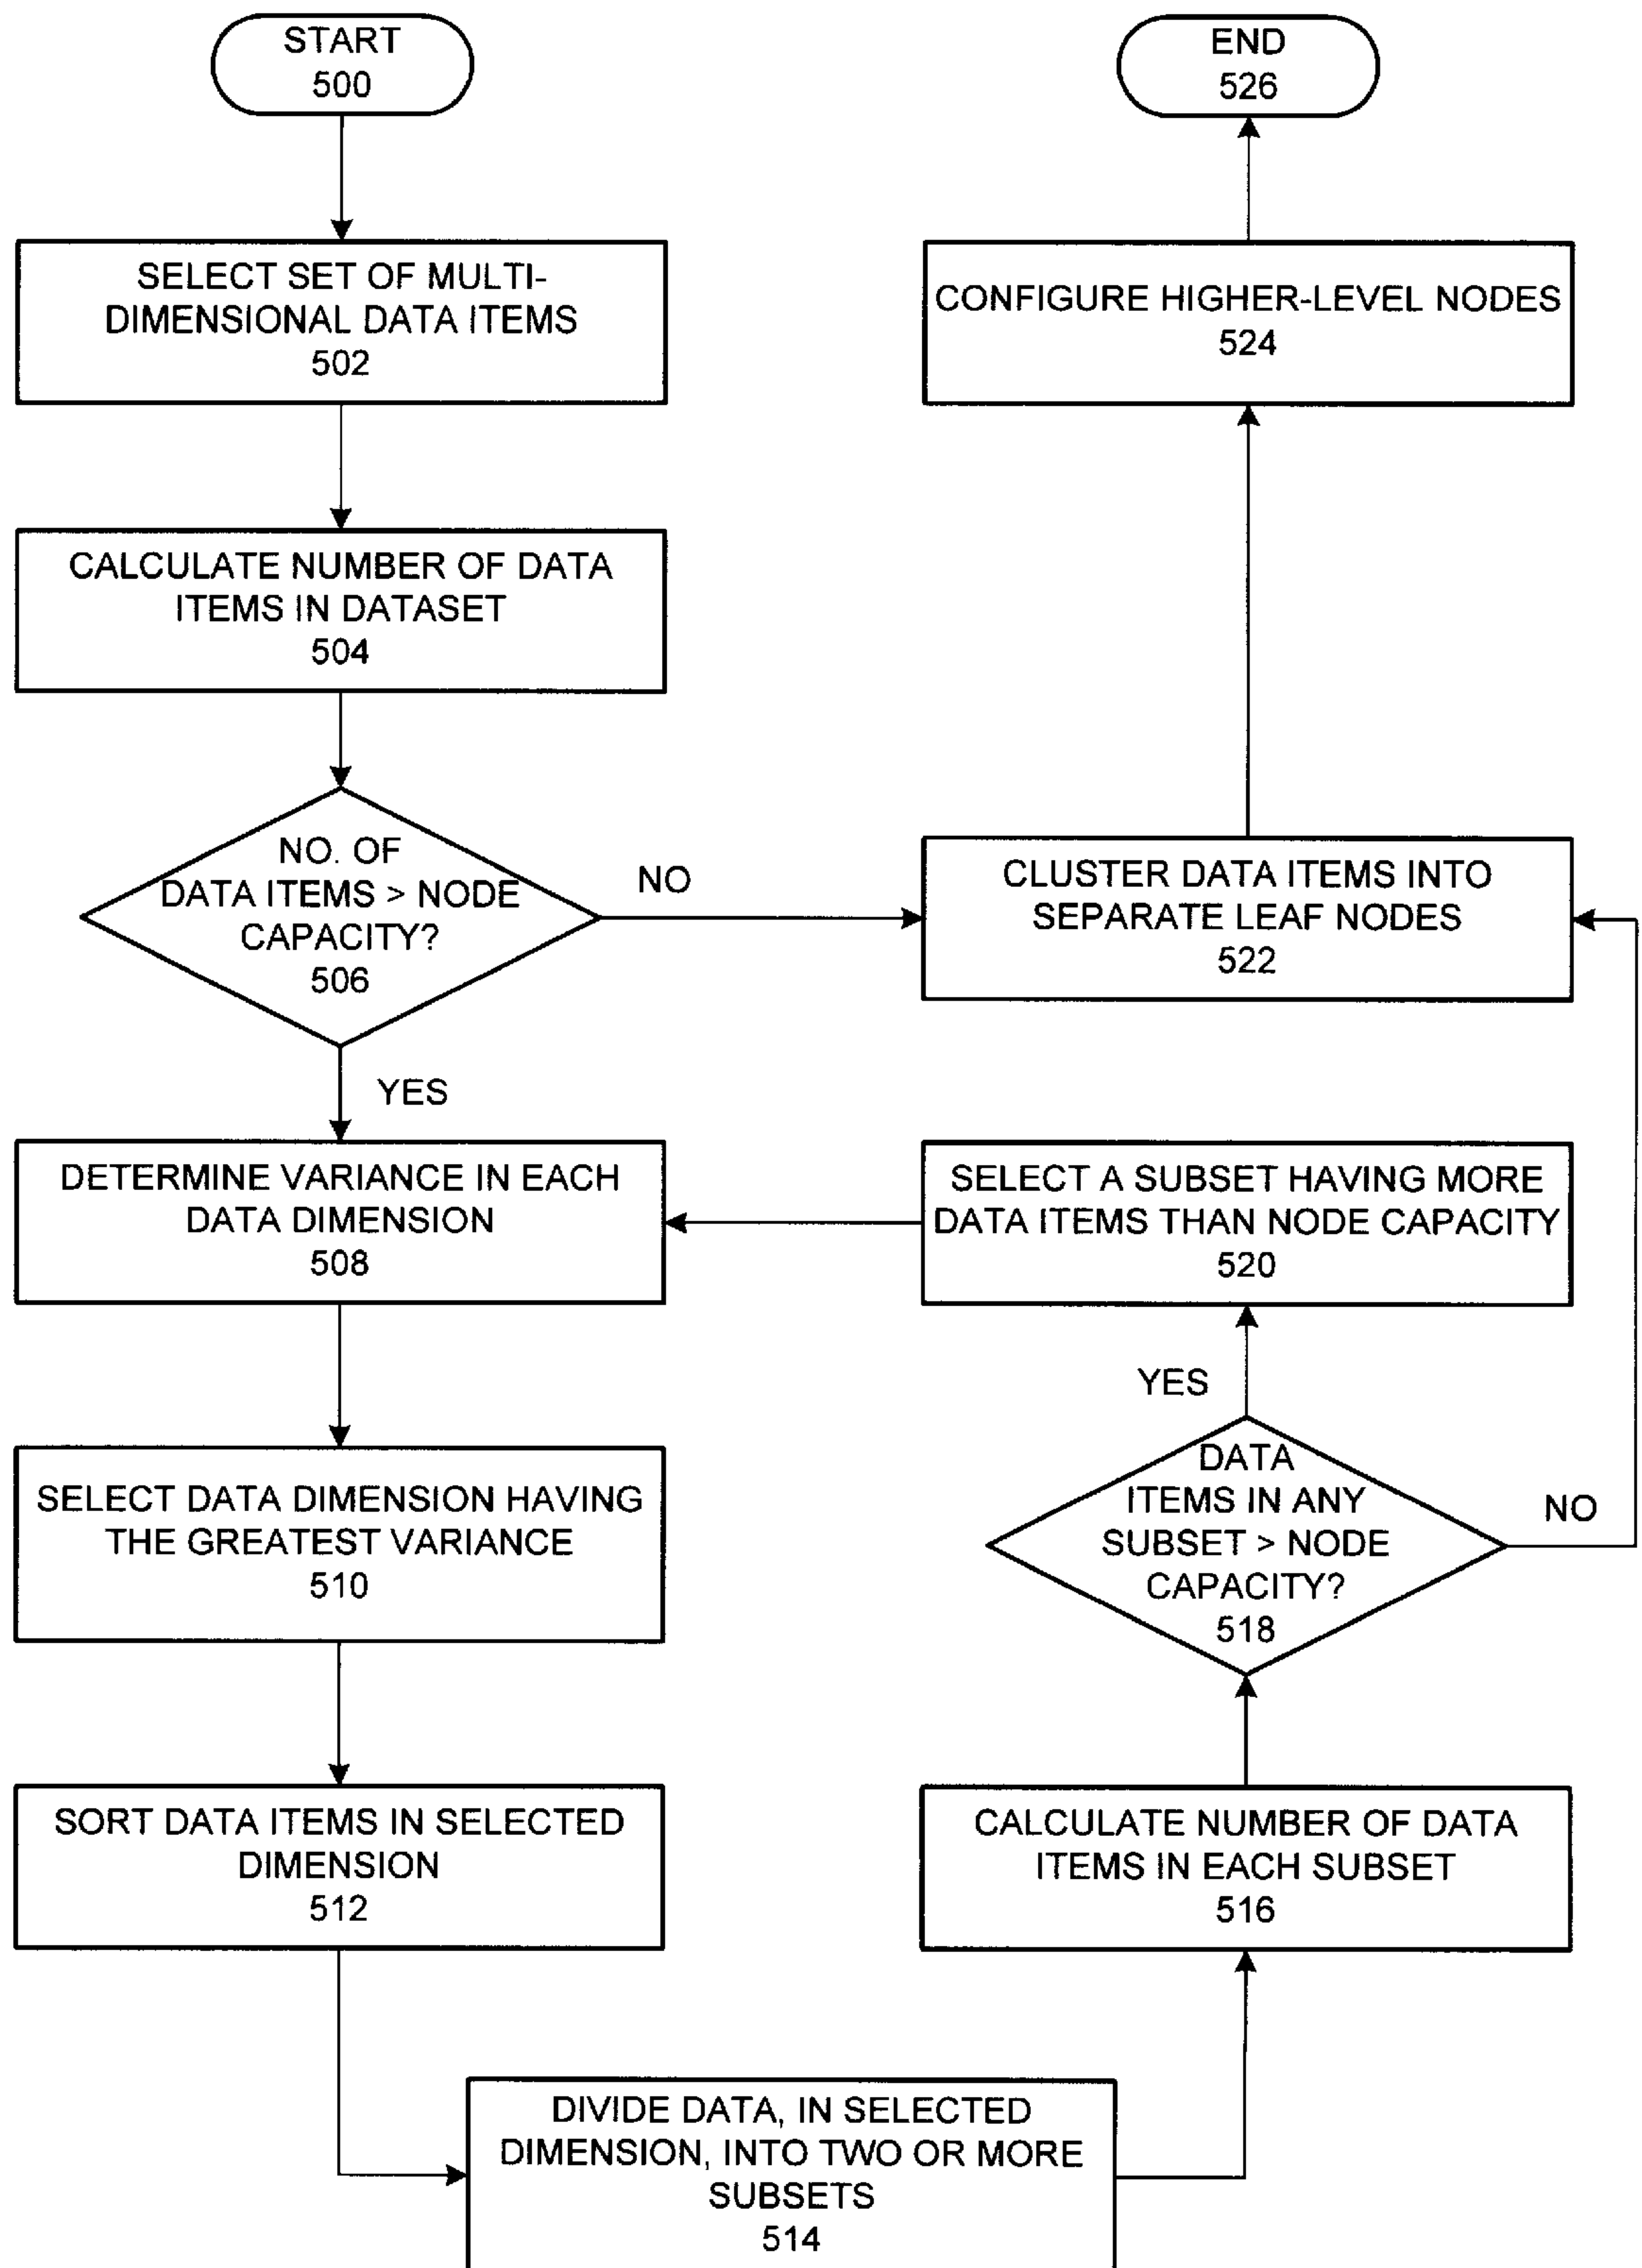 START
500
SELECT SET OF MULTI-
DIMENSIONAL DATA ITEMS
502
CALCULATE NUMBER OF DATA
ITEMS IN DATASET
504
NO. OF
DATA ITEMS > NODE
CAPACITY?
506
NO
YES
DETERMINE VARIANCE IN EACH
DATA DIMENSION
508
SELECT DATA DIMENSION HAVING
THE GREATEST VARIANCE
510
SORT DATA ITEMS IN SELECTED
DIMENSION
512
DIVIDE DATA, IN SELECTED
DIMENSION, INTO TWO OR MORE
SUBSETS
514
CALCULATE NUMBER OF DATA
ITEMS IN EACH SUBSET
516
DATA
ITEMS IN ANY
SUBSET > NODE
CAPACITY?
518
YES
NO
SELECT A SUBSET HAVING MORE
DATA ITEMS THAN NODE CAPACITY
520
CLUSTER DATA ITEMS INTO
SEPARATE LEAF NODES
522
CONFIGURE HIGHER-LEVEL NODES
524
END
526